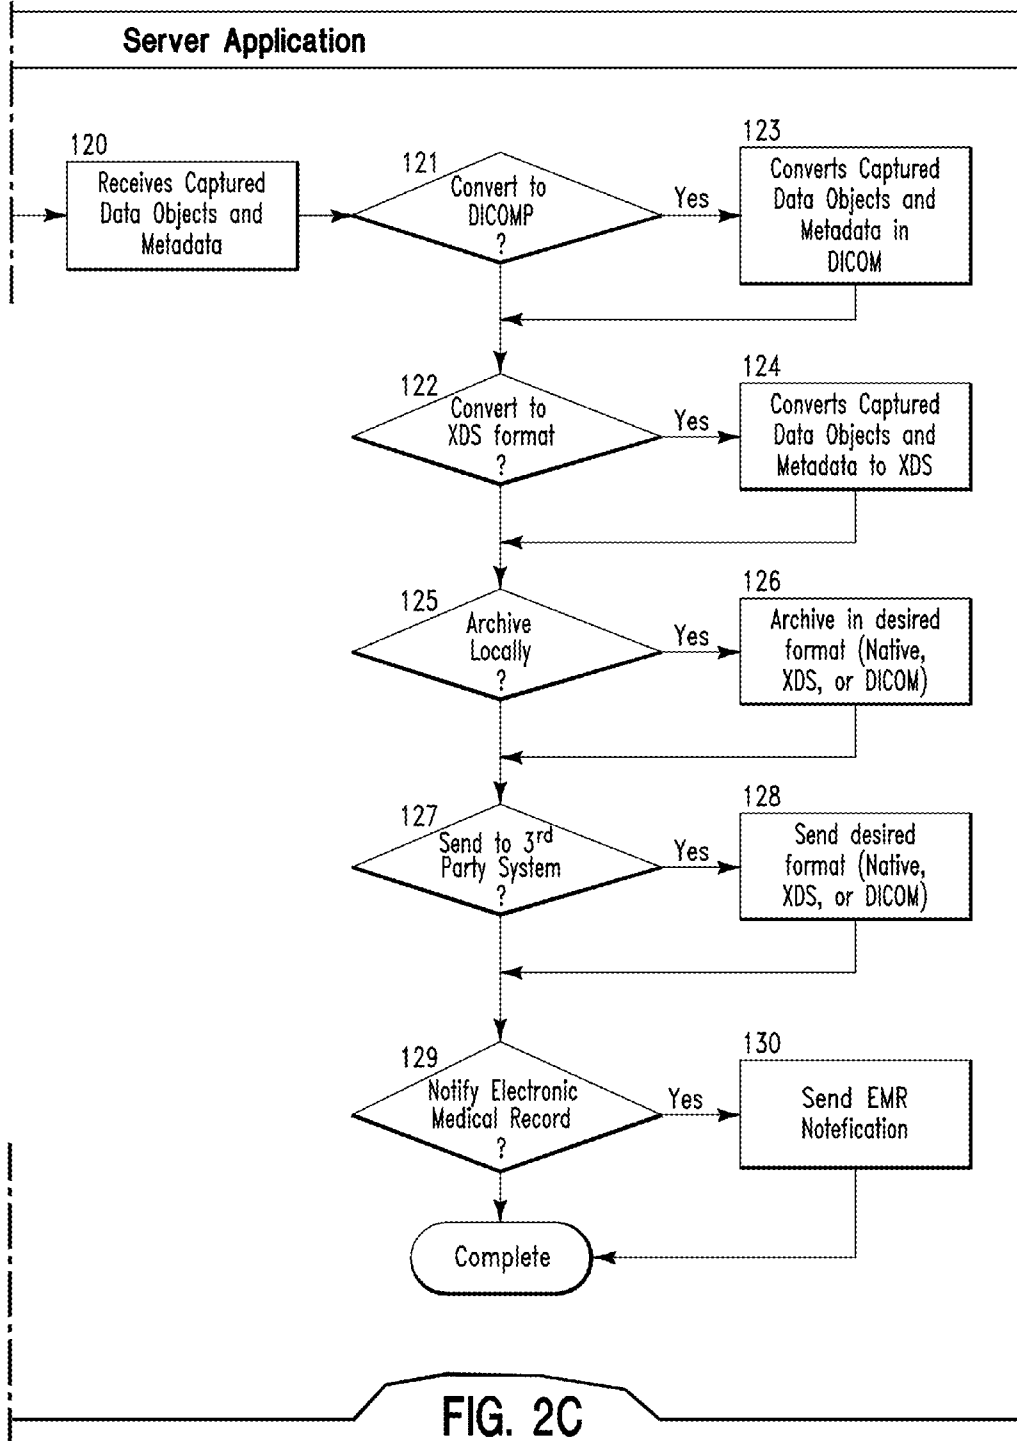 Server Application
120
Receives Captured
Data Objects and
Metadata
121
Convert to
DICOMP
?
Yes
123
Converts Captured
Data Objects and
Metadata in
DICOM
122
Convert to
XDS format
?
Yes
124
Converts Captured
Data Objects and
Metadata to XDS
125
Archive
Locally
?
Yes
126
Archive in desired
format (Native,
XDS, or DICOM)
127
Send to 3rd
Party System
?
Yes
128
Send desired
format (Native,
XDS, or DICOM)
129
Notify Electronic
Medical Record
?
Yes
130
Send EMR
Notefication
Complete
FIG. 2C